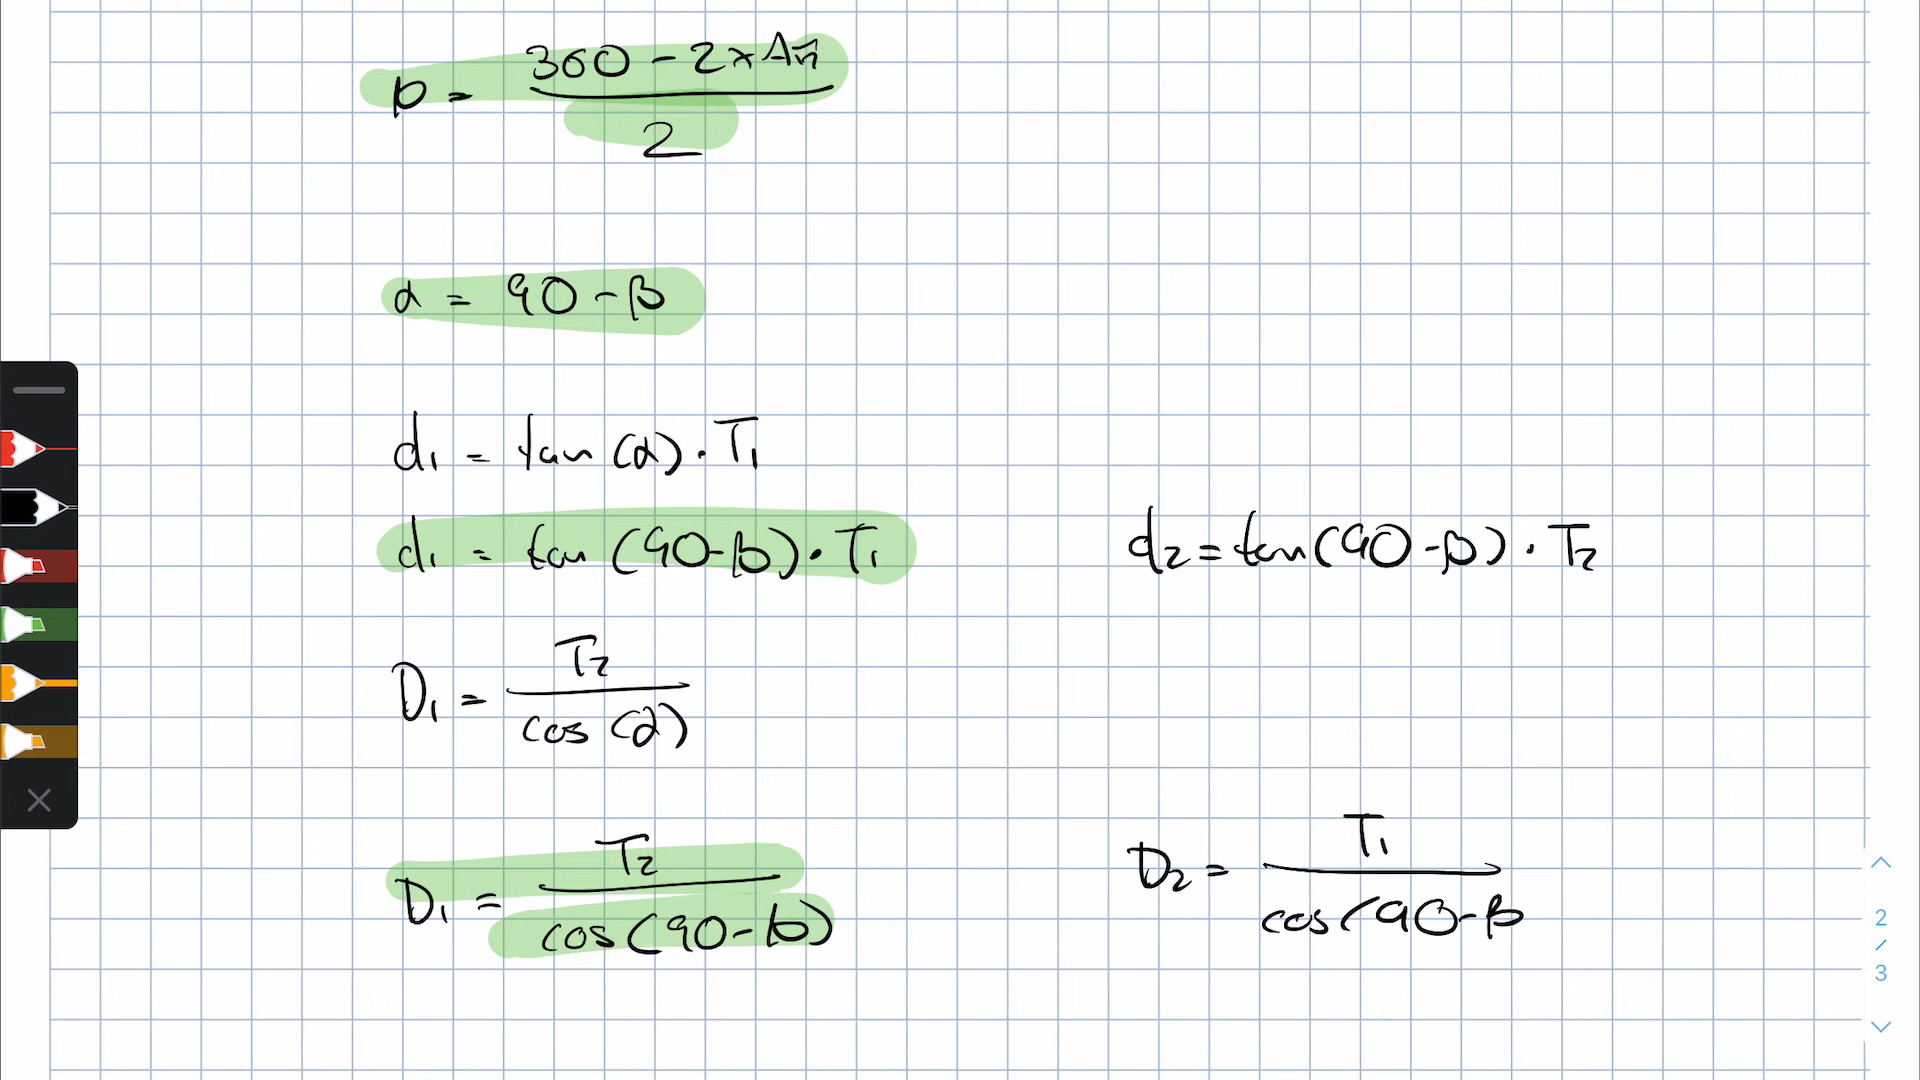 β = (360 - 2 x An̂) / 2
α = 90 - β
d₁ = tan (α) · T₁
d₁ = tan (90-β) · T₁
d₂ = tan (90 - β) · T₂
D₁ = T₂ / cos (α)
D₁ = T₂ / cos (90-β)
D₂ = T₁ / cos (90-β
2
/
3